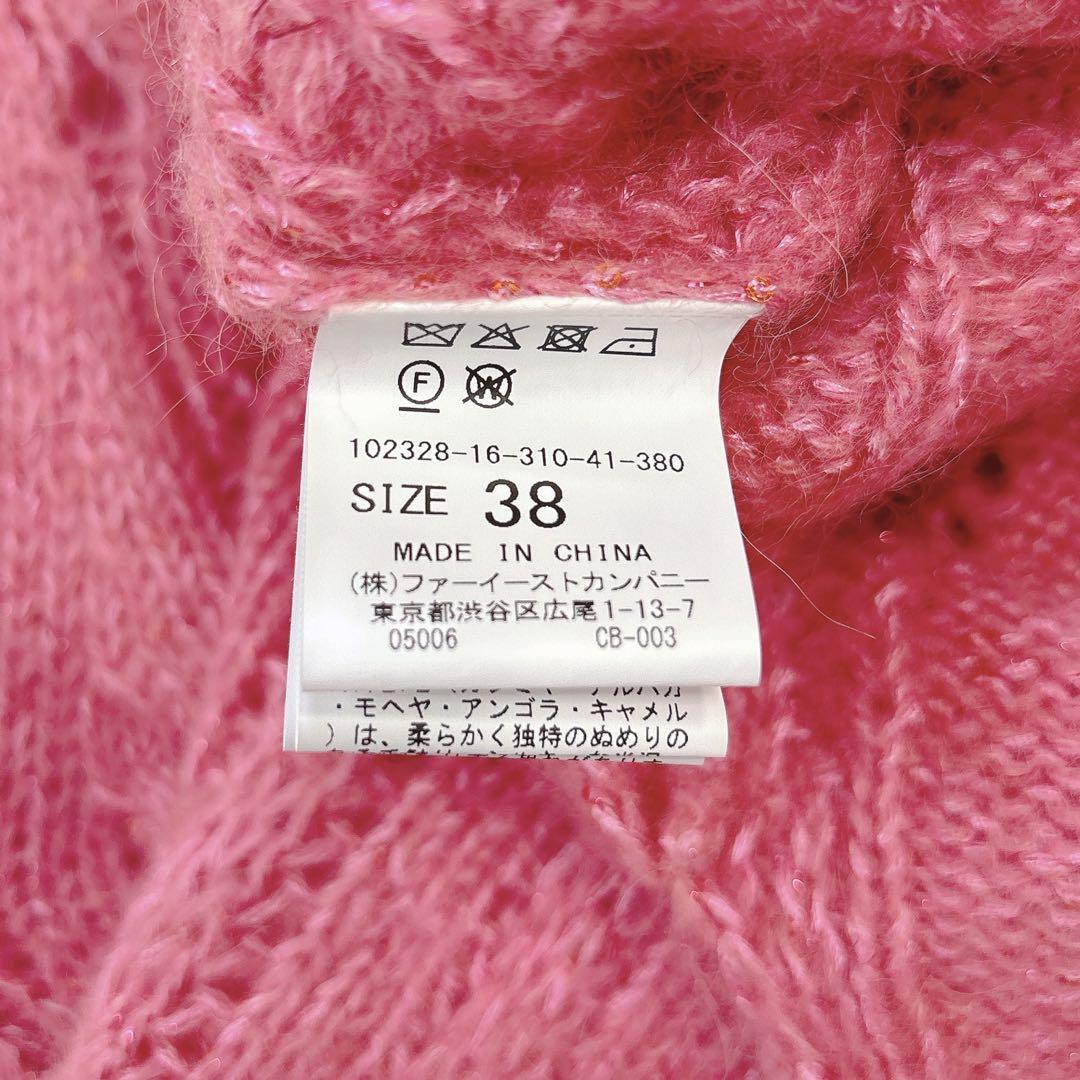 F W
102328-16-310-41-380
SIZE 38
MADE IN CHINA
(株)ファーイーストカンパニー
東京都渋谷区広尾1-13-7
05006 CB-003
・モヘヤ・アンゴラ・キャメル
)は、柔らかく独特のぬめりの